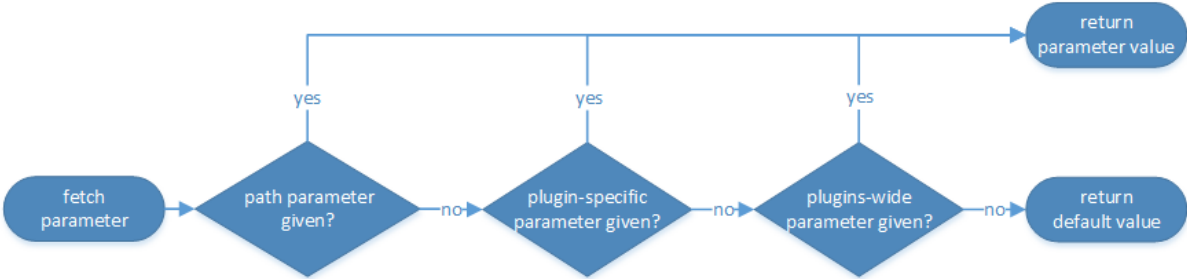 return
parameter value
yes
yes
yes
fetch
parameter
path parameter
given?
no
plugin-specific
parameter given?
no
plugins-wide
parameter given?
no
return
default value